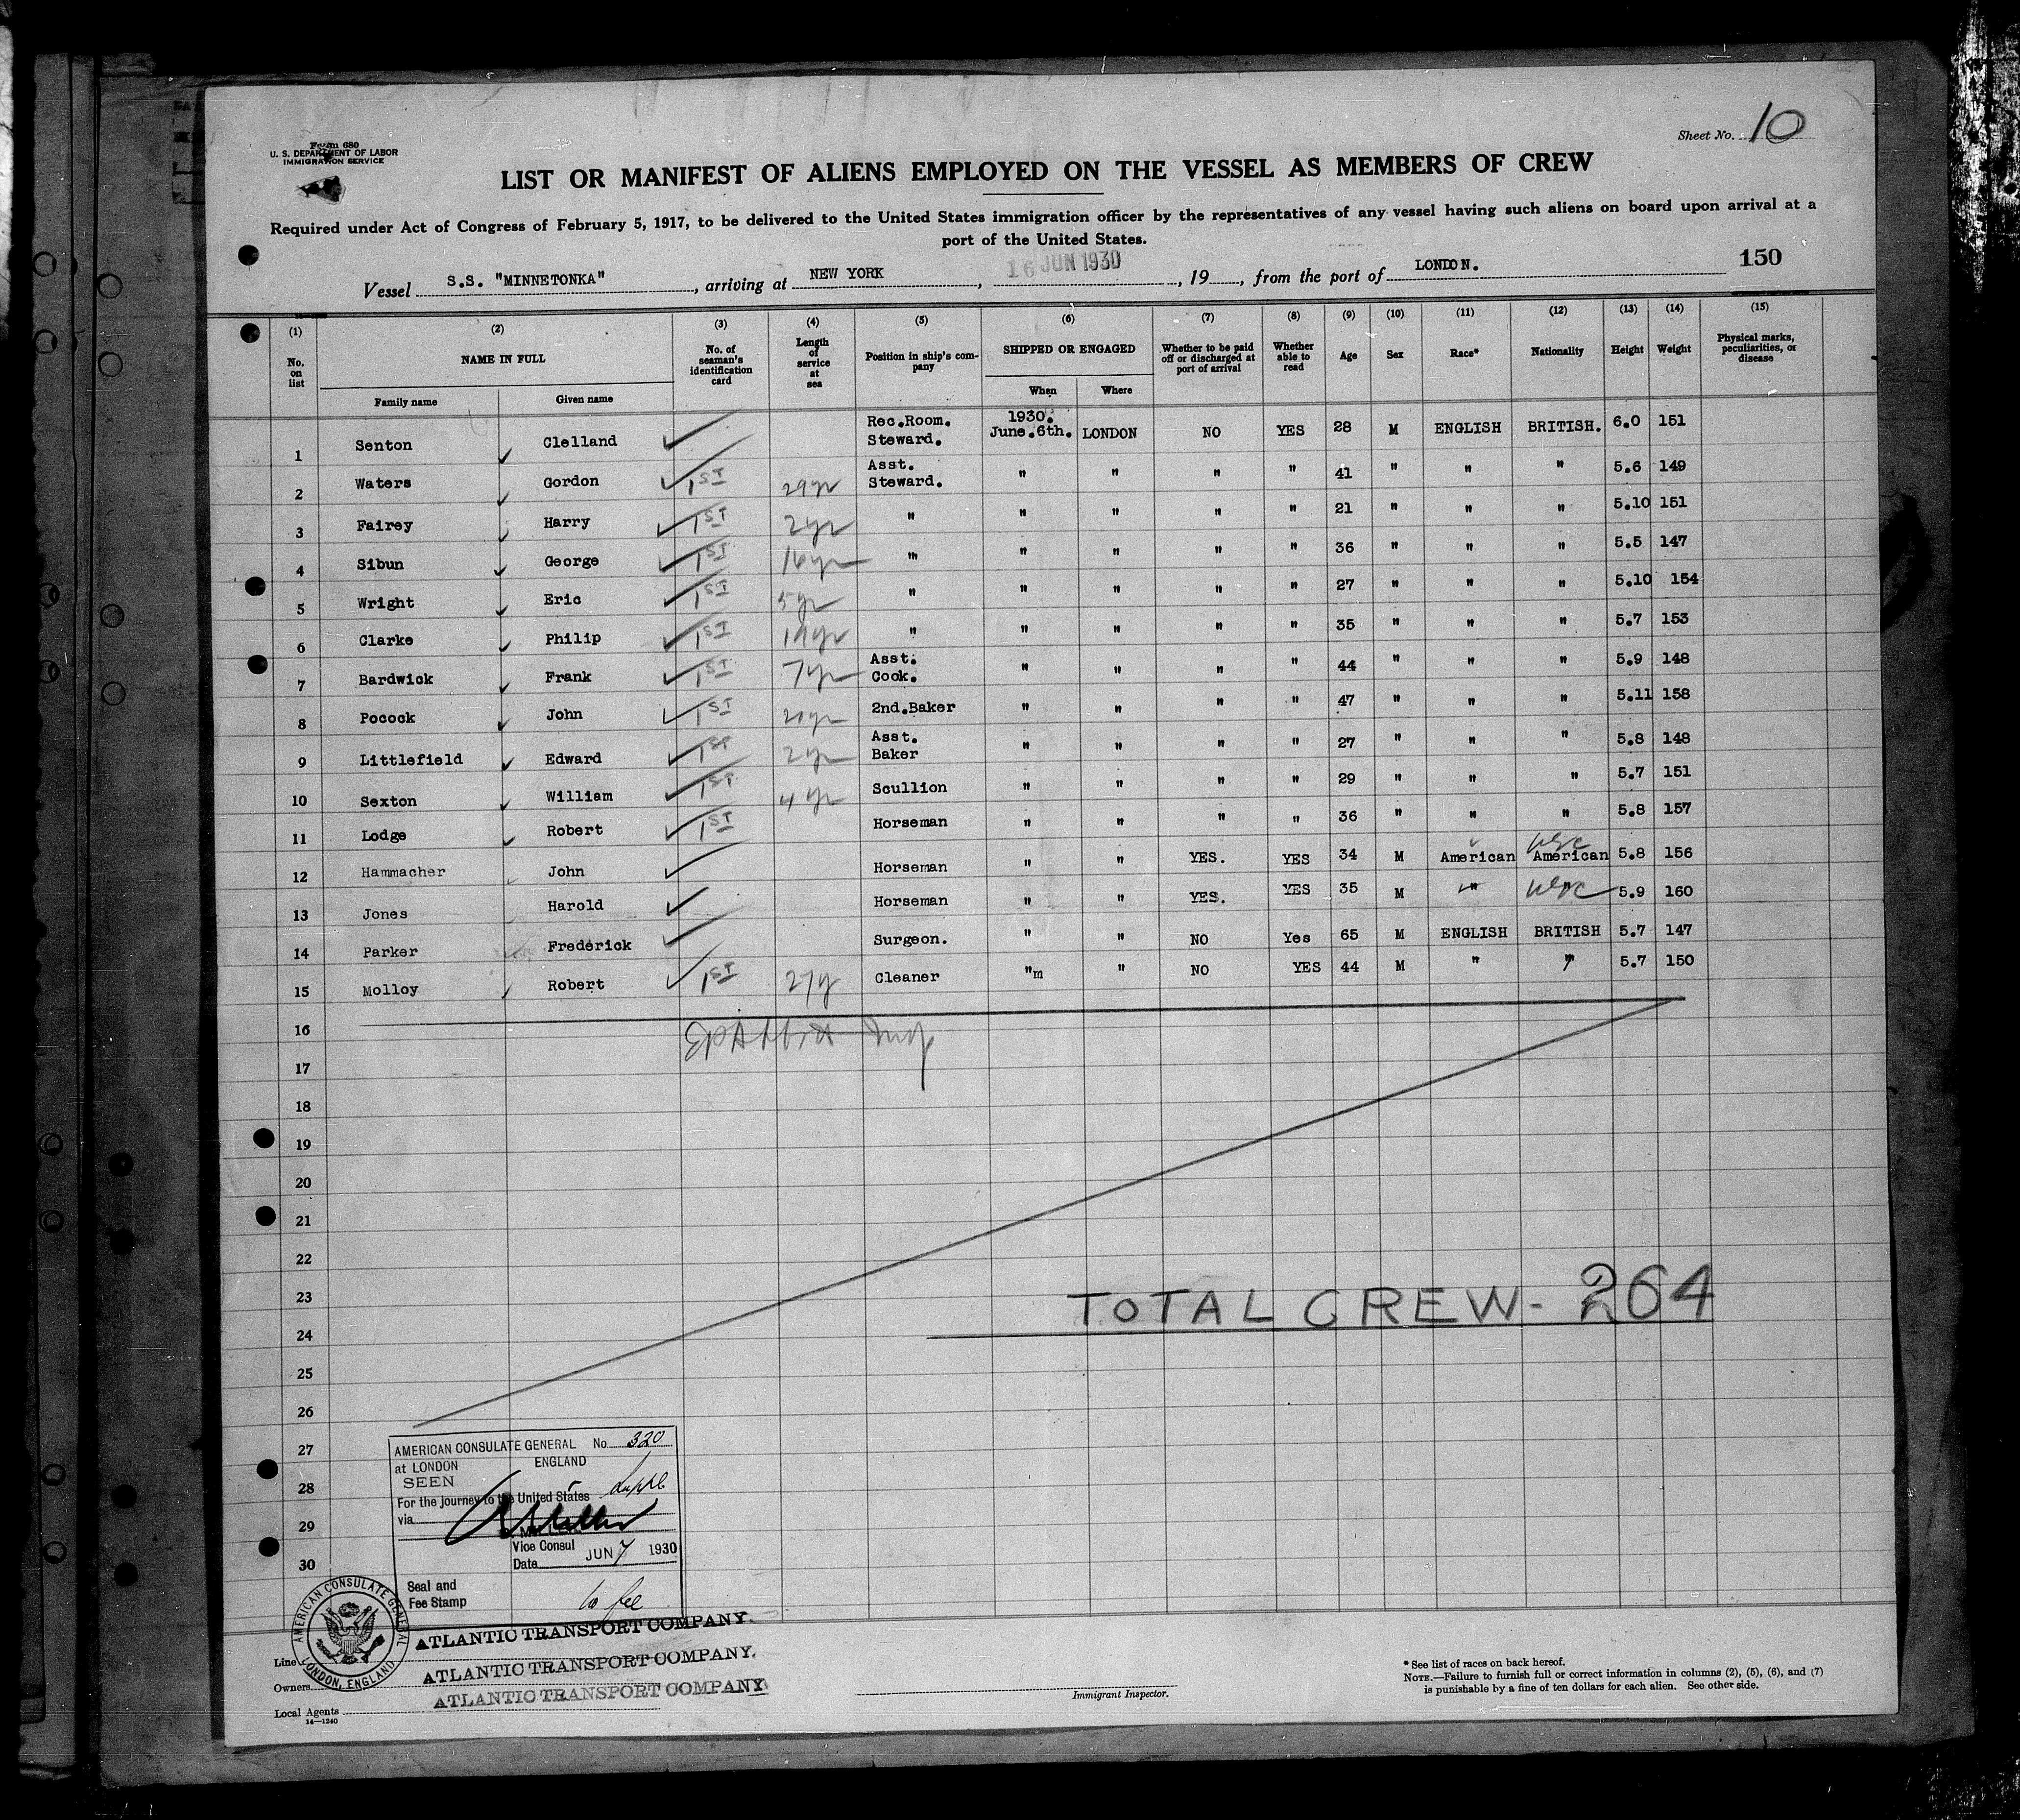 Sheet No. 10
Form 680
U. S. DEPARTMENT OF LABOR
IMMIGRATION SERVICE
LIST OR MANIFEST OF ALIENS EMPLOYED ON THE VESSEL AS MEMBERS OF CREW
Required under Act of Congress of February 5, 1917, to be delivered to the United States immigration officer by the representatives of any vessel having such aliens on board upon arrival at a
port of the United States.
150
Vessel S.S. "MINNETONKA", arriving at NEW YORK, 16 JUN 1930, 19, from the port of LONDON.
(1) (2) (3) (4) (5) (6) (7) (8) (9) (10) (11) (12) (13) (14) (15)
No. on list NAME IN FULL No. of seaman's identification card Length of service at sea Position in ship's company SHIPPED OR ENGAGED Whether to be paid off or discharged at port of arrival Whether able to read Age Sex Race* Nationality Height Weight Physical marks, peculiarities, or disease
Family name Given name When Where
1 Senton Clelland Rec.Room. Steward. 1930. June.6th. LONDON NO YES 28 M ENGLISH BRITISH. 6.0 151
2 Waters Gordon 1ST 29yr Asst. Steward. " " " " 41 " " " 5.6 149
3 Fairey Harry 1ST 2yr " " " " " 21 " " " 5.10 151
4 Sibun George 1ST 16yr " " " " " 36 " " " 5.5 147
5 Wright Eric 1ST 5yr " " " " " 27 " " " 5.10 154
6 Clarke Philip 1ST 19yr " " " " " 35 " " " 5.7 153
7 Bardwick Frank 1ST 7yr Asst. Cook. " " " " 44 " " " 5.9 148
8 Pocock John 1ST 20yr 2nd.Baker " " " " 47 " " " 5.11 158
9 Littlefield Edward 1ST 2yr Asst. Baker " " " " 27 " " " 5.8 148
10 Sexton William 1ST 4yr Scullion " " " " 29 " " " 5.7 151
11 Lodge Robert 1ST Horseman " " " " 36 " " " 5.8 157
12 Hammacher John Horseman " " YES. YES 34 M American American 5.8 156
13 Jones Harold Horseman " " YES. YES 35 M " " 5.9 160
14 Parker Frederick Surgeon. " " NO Yes 65 M ENGLISH BRITISH 5.7 147
15 Molloy Robert 1ST 27y Cleaner "m " NO YES 44 M " " 5.7 150
16
17
18
19
20
21
22
23
TOTAL CREW - 264
24
25
26
27
28
29
30
AMERICAN CONSULATE GENERAL No 320
at LONDON ENGLAND
SEEN
For the journey to the United States
via
Vice Consul
Date JUN 7 1930
Seal and
Fee Stamp
fee
AMERICAN CONSULATE GENERAL LONDON, ENGLAND
Line ATLANTIC TRANSPORT COMPANY.
Owners ATLANTIC TRANSPORT COMPANY.
Local Agents ATLANTIC TRANSPORT COMPANY
14—1240
Immigrant Inspector.
* See list of races on back hereof.
NOTE.—Failure to furnish full or correct information in columns (2), (5), (6), and (7)
is punishable by a fine of ten dollars for each alien. See other side.